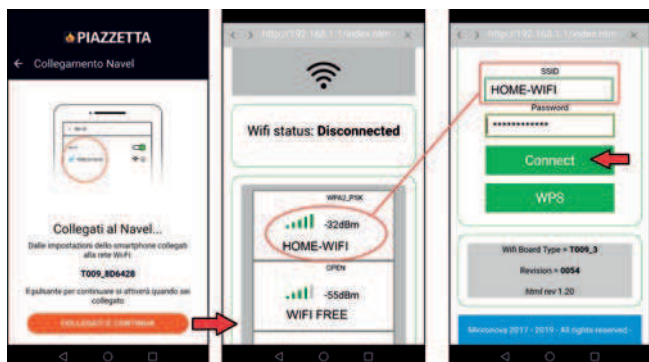 PIAZZETTA
Collegamento Navel
Collegati al Navel...
Dalle impostazioni dello smartphone collegati
alla rete Wi-Fi
T009_8D6428
Il pulsante per continuare si attiverà quando sei
collegato
COLLEGATI E CONTINUA
http://192.168.1.1/index.htm
Wifi status: Disconnected
WPA2_PSK
-32dBm
HOME-WIFI
OPEN
-55dBm
WIFI FREE
http://192.168.1.1/index.htm
SSID
HOME-WIFI
Password
************
Connect
WPS
Wifi Board Type = T009_3
Revision = 0054
Html rev 1.20
Micronova 2017 - 2019 - All rights reserved -